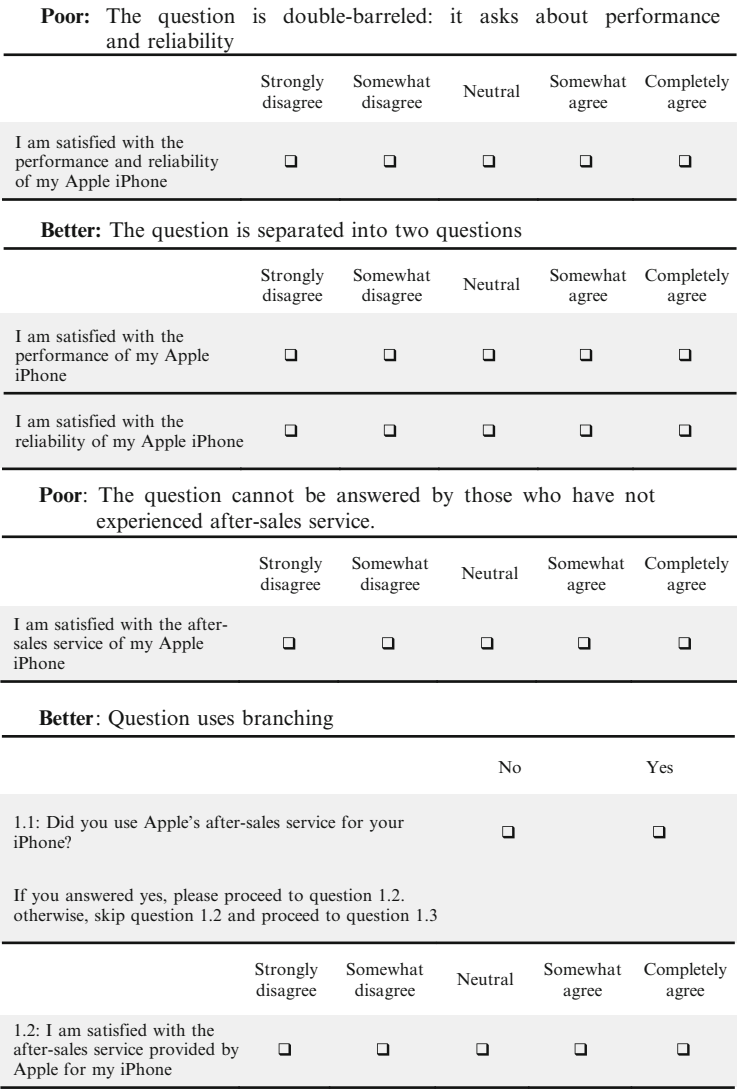 Poor: The question is double-barreled: it asks about performance
and reliability
Strongly disagree Somewhat disagree Neutral Somewhat agree Completely agree
I am satisfied with the
performance and reliability
of my Apple iPhone
❑ ❑ ❑ ❑ ❑
Better: The question is separated into two questions
Strongly disagree Somewhat disagree Neutral Somewhat agree Completely agree
I am satisfied with the
performance of my Apple
iPhone
❑ ❑ ❑ ❑ ❑
I am satisfied with the
reliability of my Apple iPhone
❑ ❑ ❑ ❑ ❑
Poor: The question cannot be answered by those who have not
experienced after-sales service.
Strongly disagree Somewhat disagree Neutral Somewhat agree Completely agree
I am satisfied with the after-
sales service of my Apple
iPhone
❑ ❑ ❑ ❑ ❑
Better: Question uses branching
No Yes
1.1: Did you use Apple's after-sales service for your
iPhone?
❑ ❑
If you answered yes, please proceed to question 1.2.
otherwise, skip question 1.2 and proceed to question 1.3
Strongly disagree Somewhat disagree Neutral Somewhat agree Completely agree
1.2: I am satisfied with the
after-sales service provided by
Apple for my iPhone
❑ ❑ ❑ ❑ ❑